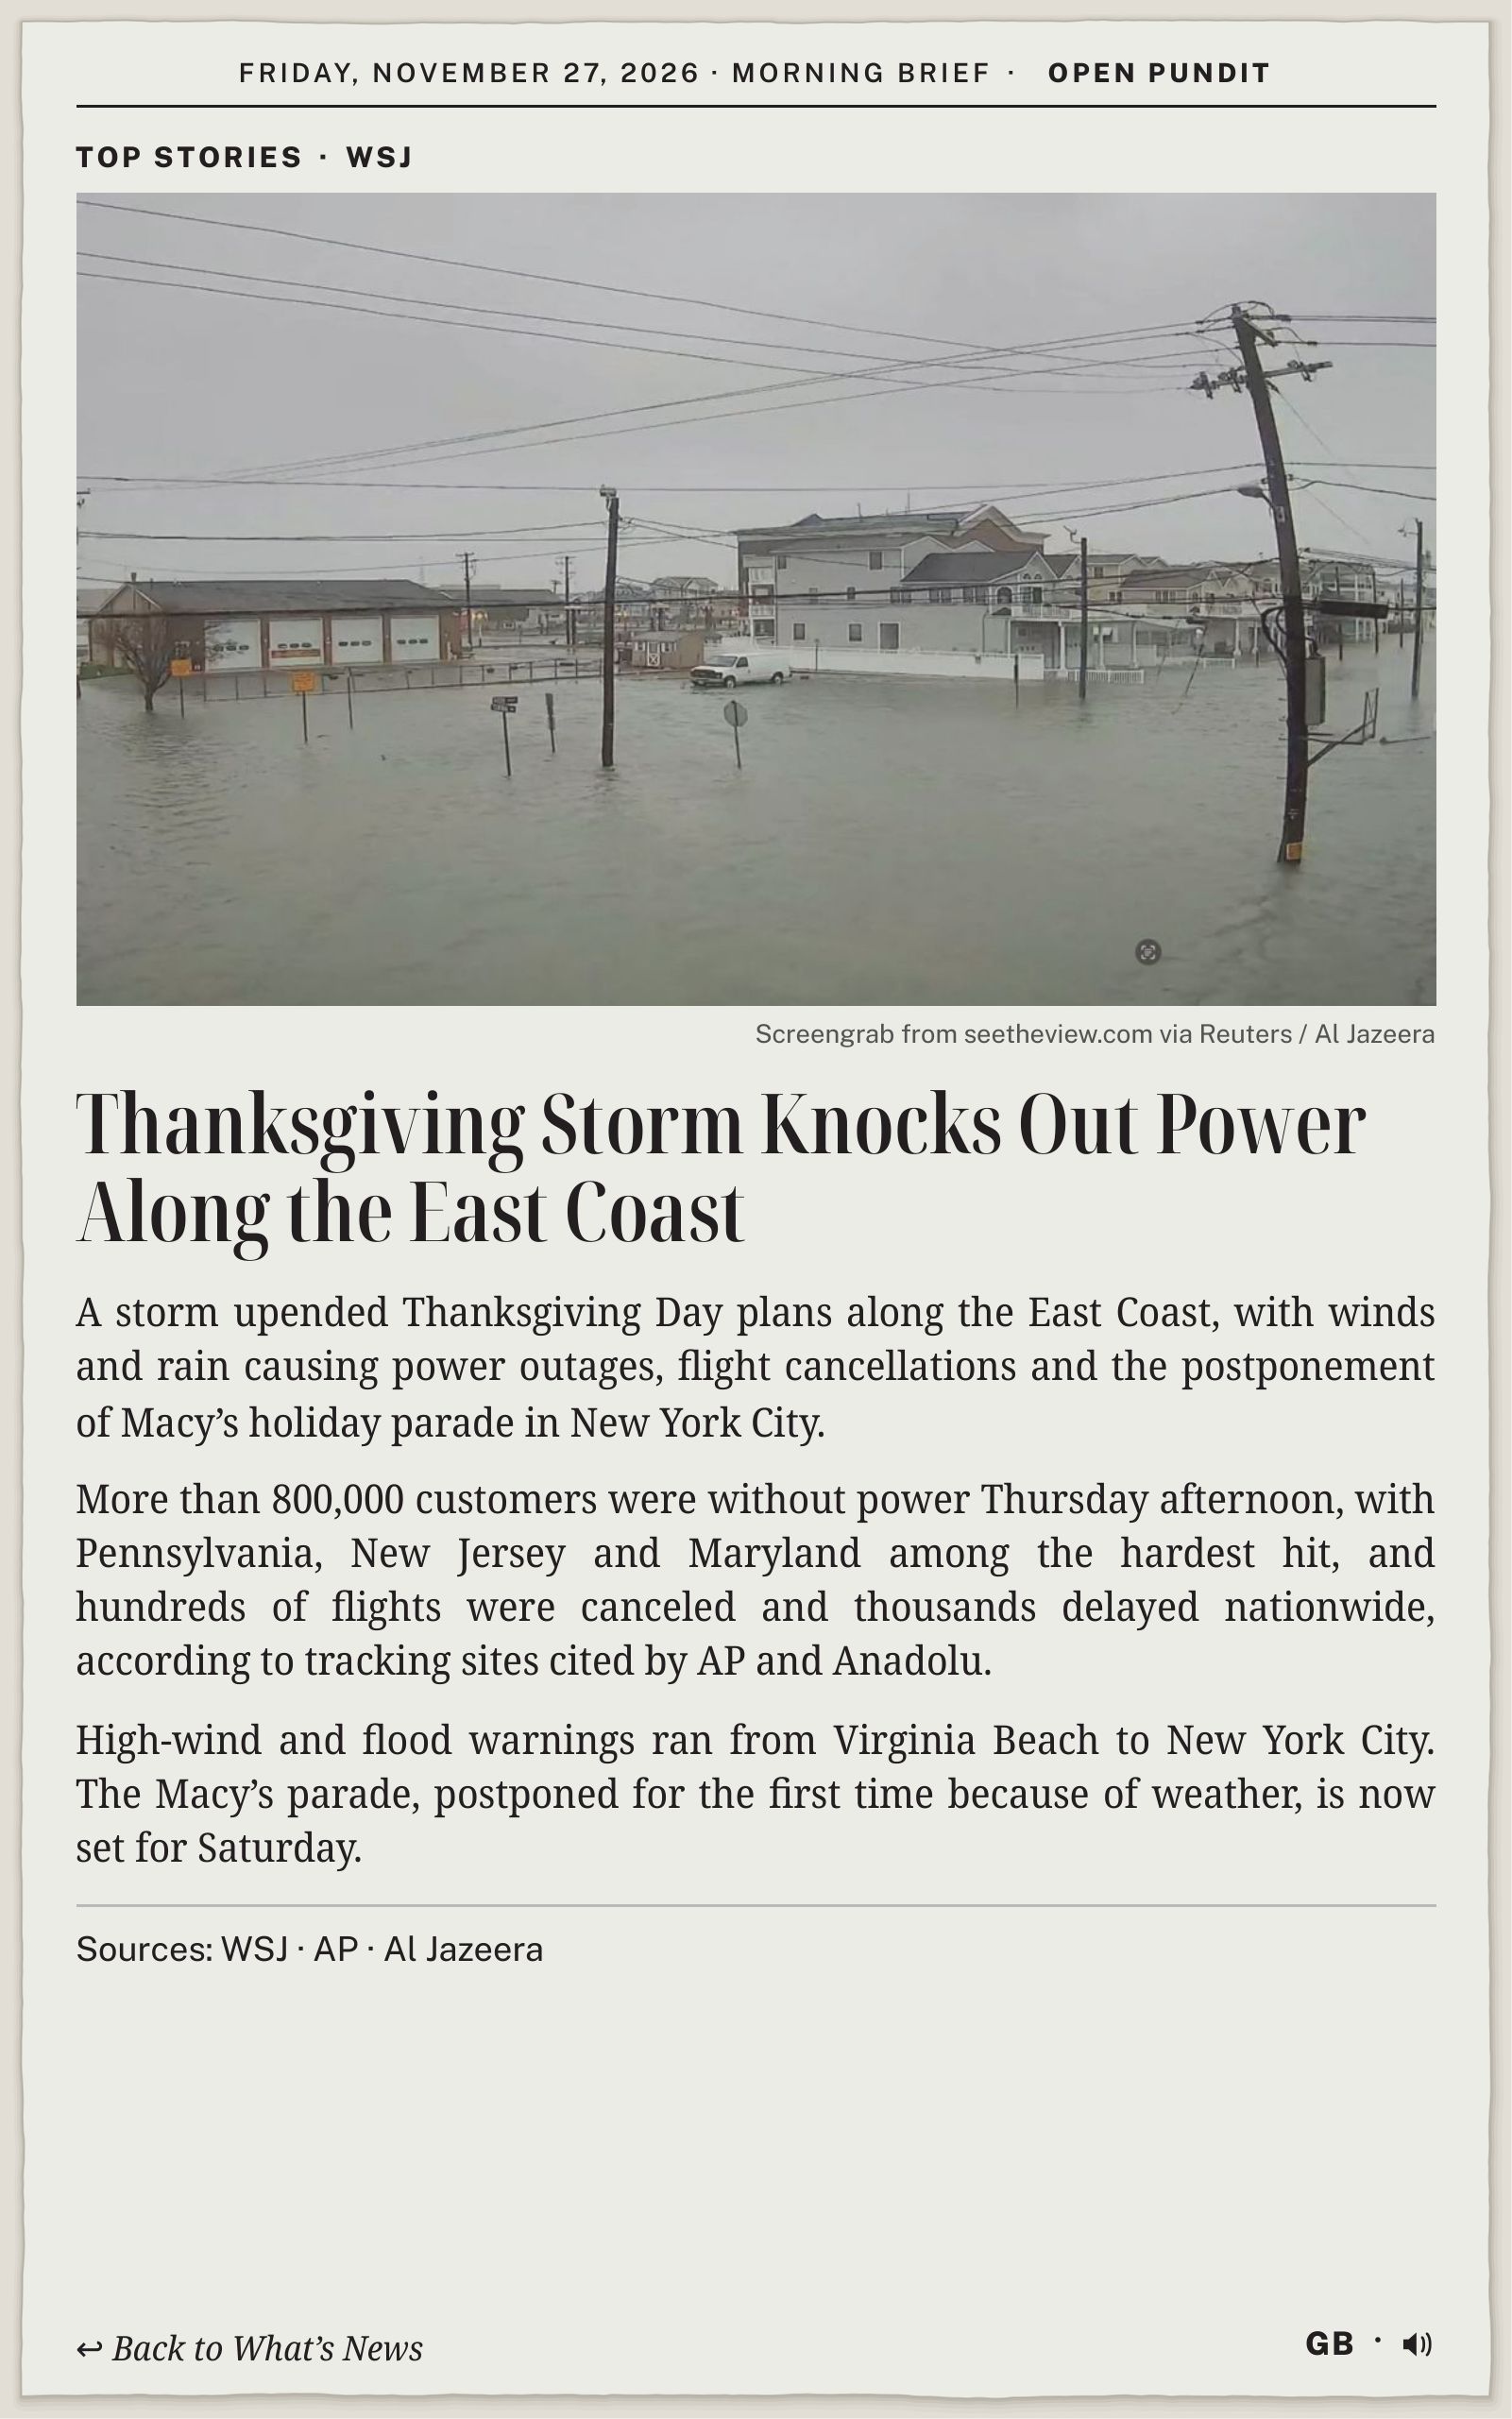 FRIDAY, NOVEMBER 27, 2026 · MORNING BRIEF · OPEN PUNDIT
TOP STORIES · WSJ
Screengrab from seetheview.com via Reuters / Al Jazeera
Thanksgiving Storm Knocks Out Power
Along the East Coast
A storm upended Thanksgiving Day plans along the East Coast, with winds
and rain causing power outages, flight cancellations and the postponement
of Macy’s holiday parade in New York City.
More than 800,000 customers were without power Thursday afternoon, with
Pennsylvania, New Jersey and Maryland among the hardest hit, and
hundreds of flights were canceled and thousands delayed nationwide,
according to tracking sites cited by AP and Anadolu.
High-wind and flood warnings ran from Virginia Beach to New York City.
The Macy’s parade, postponed for the first time because of weather, is now
set for Saturday.
Sources: WSJ · AP · Al Jazeera
↩ Back to What’s News
GB ·